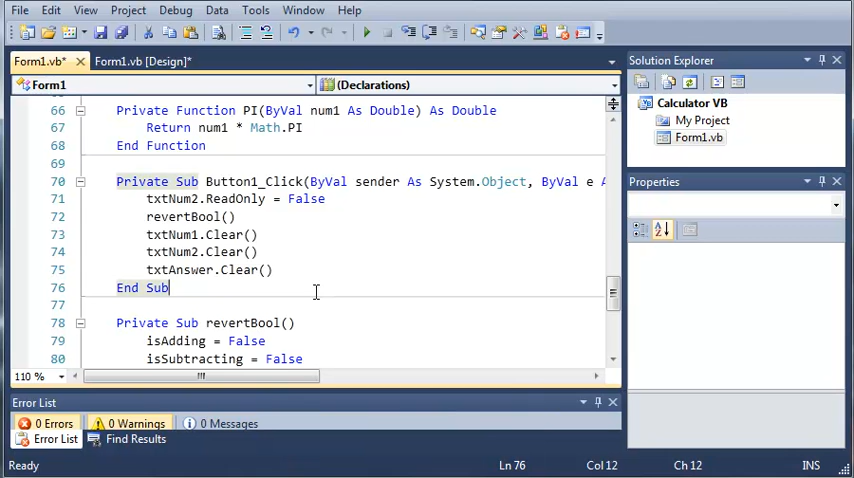 File Edit View Project Debug Data Tools Window Help
Form1.vb* Form1.vb [Design]*
Form1 (Declarations)
66 Private Function PI(ByVal num1 As Double) As Double
67 Return num1 * Math.PI
68 End Function
69
70 Private Sub Button1_Click(ByVal sender As System.Object, ByVal e A
71 txtNum2.ReadOnly = False
72 revertBool()
73 txtNum1.Clear()
74 txtNum2.Clear()
75 txtAnswer.Clear()
76 End Sub
77
78 Private Sub revertBool()
79 isAdding = False
80 isSubtracting = False
110 %
Solution Explorer
Calculator VB
My Project
Form1.vb
Properties
Error List
0 Errors 0 Warnings 0 Messages
Error List Find Results
Ready Ln 76 Col 12 Ch 12 INS